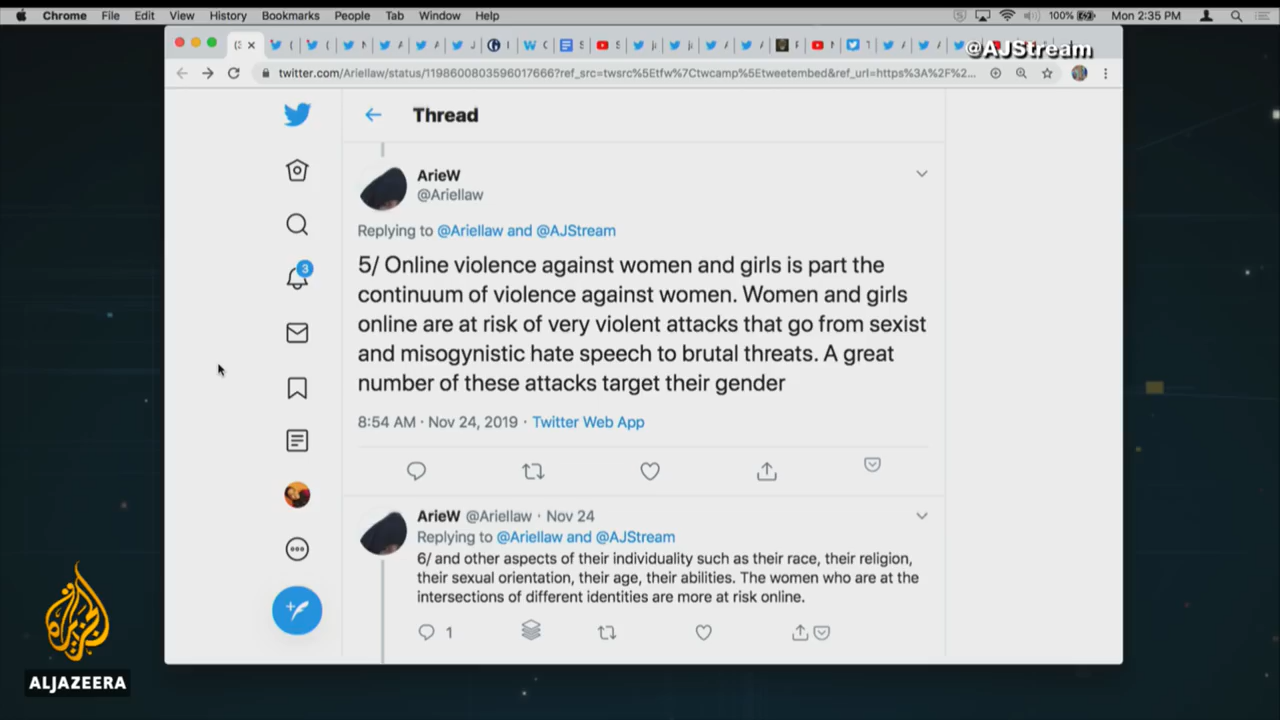 Chrome File Edit View History Bookmarks People Tab Window Help
100% Mon 2:35 PM
@AJStream
twitter.com/Ariellaw/status/1198600803596017666?ref_src=twsrc%5Etfw%7Ctwcamp%5Etweetembed&ref_url=https%3A%2F%2...
Thread
ArieW
@Ariellaw
Replying to @Ariellaw and @AJStream
5/ Online violence against women and girls is part the
continuum of violence against women. Women and girls
online are at risk of very violent attacks that go from sexist
and misogynistic hate speech to brutal threats. A great
number of these attacks target their gender
8:54 AM · Nov 24, 2019 · Twitter Web App
3
ArieW @Ariellaw · Nov 24
Replying to @Ariellaw and @AJStream
6/ and other aspects of their individuality such as their race, their religion,
their sexual orientation, their age, their abilities. The women who are at the
intersections of different identities are more at risk online.
1
ALJAZEERA